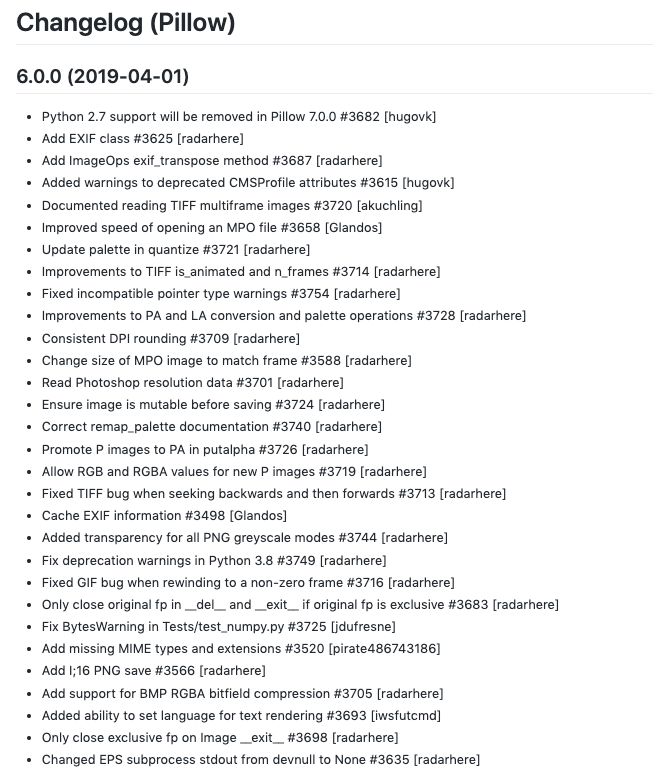 Changelog (Pillow)
6.0.0 (2019-04-01)
• Python 2.7 support will be removed in Pillow 7.0.0 #3682 [hugovk]
• Add EXIF class #3625 [radarhere]
• Add ImageOps exif_transpose method #3687 [radarhere]
• Added warnings to deprecated CMSProfile attributes #3615 [hugovk]
• Documented reading TIFF multiframe images #3720 [akuchling]
• Improved speed of opening an MPO file #3658 [Glandos]
• Update palette in quantize #3721 [radarhere]
• Improvements to TIFF is_animated and n_frames #3714 [radarhere]
• Fixed incompatible pointer type warnings #3754 [radarhere]
• Improvements to PA and LA conversion and palette operations #3728 [radarhere]
• Consistent DPI rounding #3709 [radarhere]
• Change size of MPO image to match frame #3588 [radarhere]
• Read Photoshop resolution data #3701 [radarhere]
• Ensure image is mutable before saving #3724 [radarhere]
• Correct remap_palette documentation #3740 [radarhere]
• Promote P images to PA in putalpha #3726 [radarhere]
• Allow RGB and RGBA values for new P images #3719 [radarhere]
• Fixed TIFF bug when seeking backwards and then forwards #3713 [radarhere]
• Cache EXIF information #3498 [Glandos]
• Added transparency for all PNG greyscale modes #3744 [radarhere]
• Fix deprecation warnings in Python 3.8 #3749 [radarhere]
• Fixed GIF bug when rewinding to a non-zero frame #3716 [radarhere]
• Only close original fp in __del__ and __exit__ if original fp is exclusive #3683 [radarhere]
• Fix BytesWarning in Tests/test_numpy.py #3725 [jdufresne]
• Add missing MIME types and extensions #3520 [pirate486743186]
• Add I;16 PNG save #3566 [radarhere]
• Add support for BMP RGBA bitfield compression #3705 [radarhere]
• Added ability to set language for text rendering #3693 [iwsfutcmd]
• Only close exclusive fp on Image __exit__ #3698 [radarhere]
• Changed EPS subprocess stdout from devnull to None #3635 [radarhere]